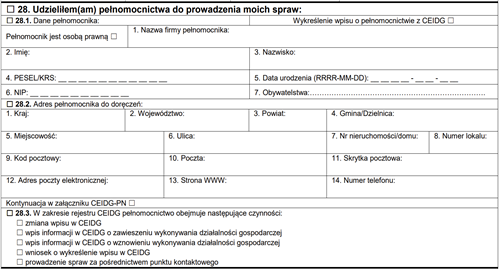 ☐ 28. Udzieliłem(am) pełnomocnictwa do prowadzenia moich spraw:
☐ 28.1. Dane pełnomocnika: Wykreślenie wpisu o pełnomocnictwie z CEIDG ☐
Pełnomocnik jest osobą prawną ☐ 1. Nazwa firmy pełnomocnika:
2. Imię: 3. Nazwisko:
4. PESEL/KRS: __ __ __ __ __ __ __ __ __ __ __ 5. Data urodzenia (RRRR-MM-DD): __ __ __ __ - __ __ - __ __
6. NIP: __ __ __ __ __ __ __ __ __ __ 7. Obywatelstwa:……………………………………………………
☐ 28.2. Adres pełnomocnika do doręczeń:
1. Kraj: 2. Województwo: 3. Powiat: 4. Gmina/Dzielnica:
5. Miejscowość: 6. Ulica: 7. Nr nieruchomości/domu: 8. Numer lokalu:
9. Kod pocztowy: 10. Poczta: 11. Skrytka pocztowa:
12. Adres poczty elektronicznej: 13. Strona WWW: 14. Numer telefonu:
Kontynuacja w załączniku CEIDG-PN ☐
☐ 28.3. W zakresie rejestru CEIDG pełnomocnictwo obejmuje następujące czynności:
☐ zmiana wpisu w CEIDG
☐ wpis informacji w CEIDG o zawieszeniu wykonywania działalności gospodarczej
☐ wpis informacji w CEIDG o wznowieniu wykonywania działalności gospodarczej
☐ wniosek o wykreślenie wpisu w CEIDG
☐ prowadzenie spraw za pośrednictwem punktu kontaktowego